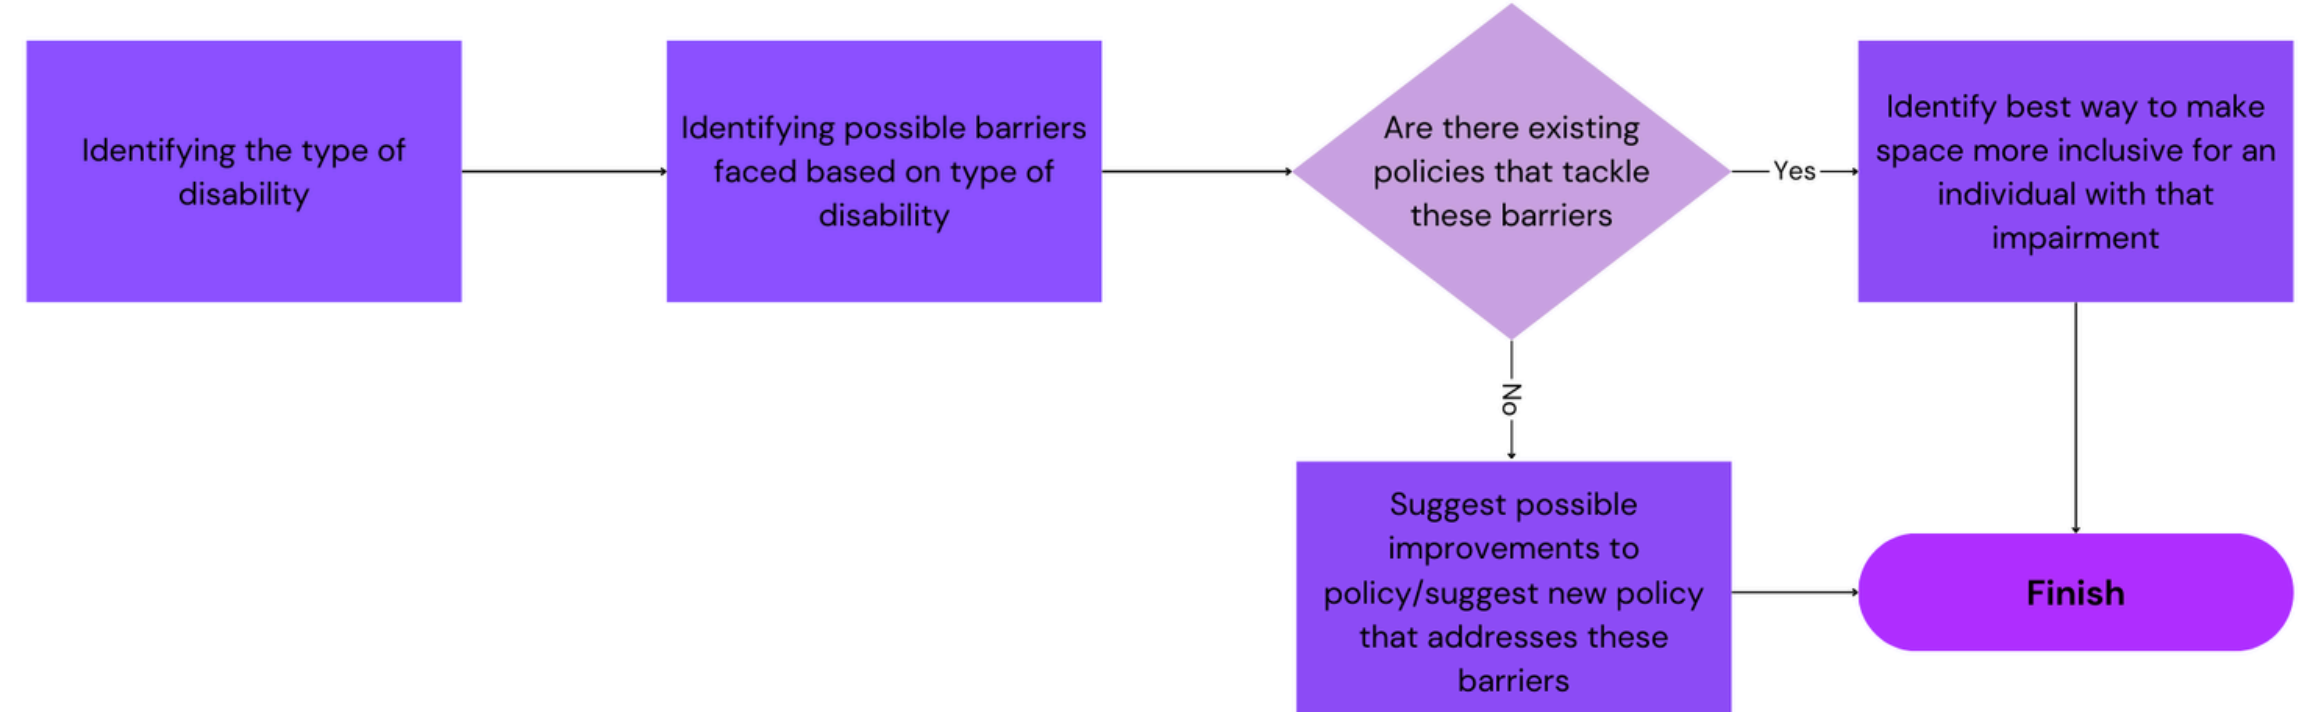 Identifying the type of
disability
Identifying possible barriers
faced based on type of
disability
Are there existing
policies that tackle
these barriers
Yes
Identify best way to make
space more inclusive for an
individual with that
impairment
No
Suggest possible
improvements to
policy/suggest new policy
that addresses these
barriers
Finish